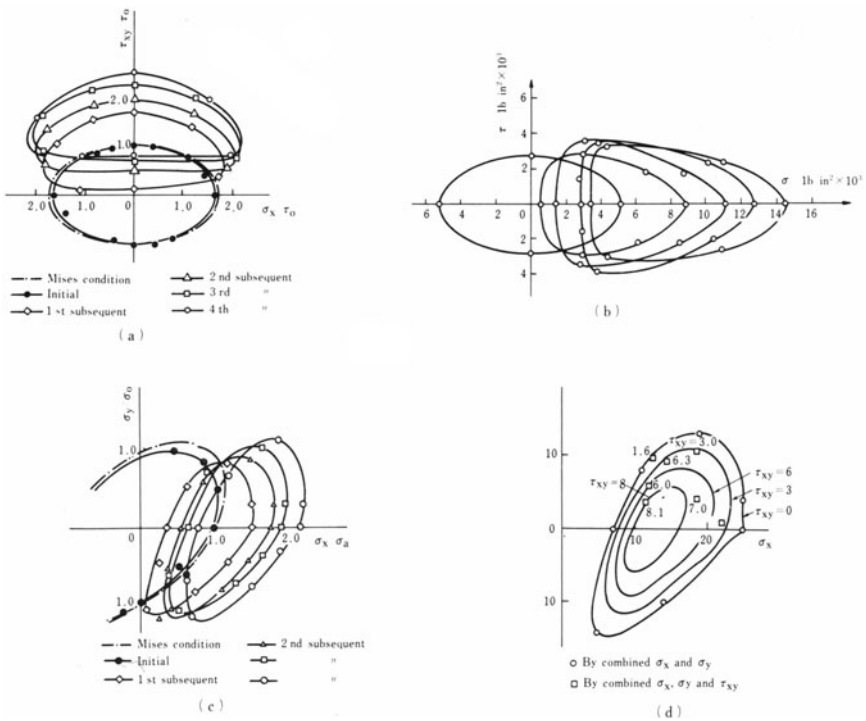 τxy τo
2.0
1.0
2.0 1.0 0 1.0 2.0
σx τo
Mises condition
Initial
1 st subsequent
2 nd subsequent
3 rd "
4 th "
( a )
τ lb in² × 10³
6
4
2
6 4 2 0 2 4 6 8 10 12 14 16
σ lb in² × 10³
2
4
( b )
σy σo
1.0
0 1.0 2.0
σx σa
1.0
Mises condition
Initial
1 st subsequent
2 nd subsequent
"
"
( c )
10
0
10
10 20
σx
1.6
τxy = 3.0
6.3
τxy = 8
6.0
8.1
7.0
τxy = 6
τxy = 3
τxy = 0
By combined σx and σy
By combined σx, σy and τxy
( d )